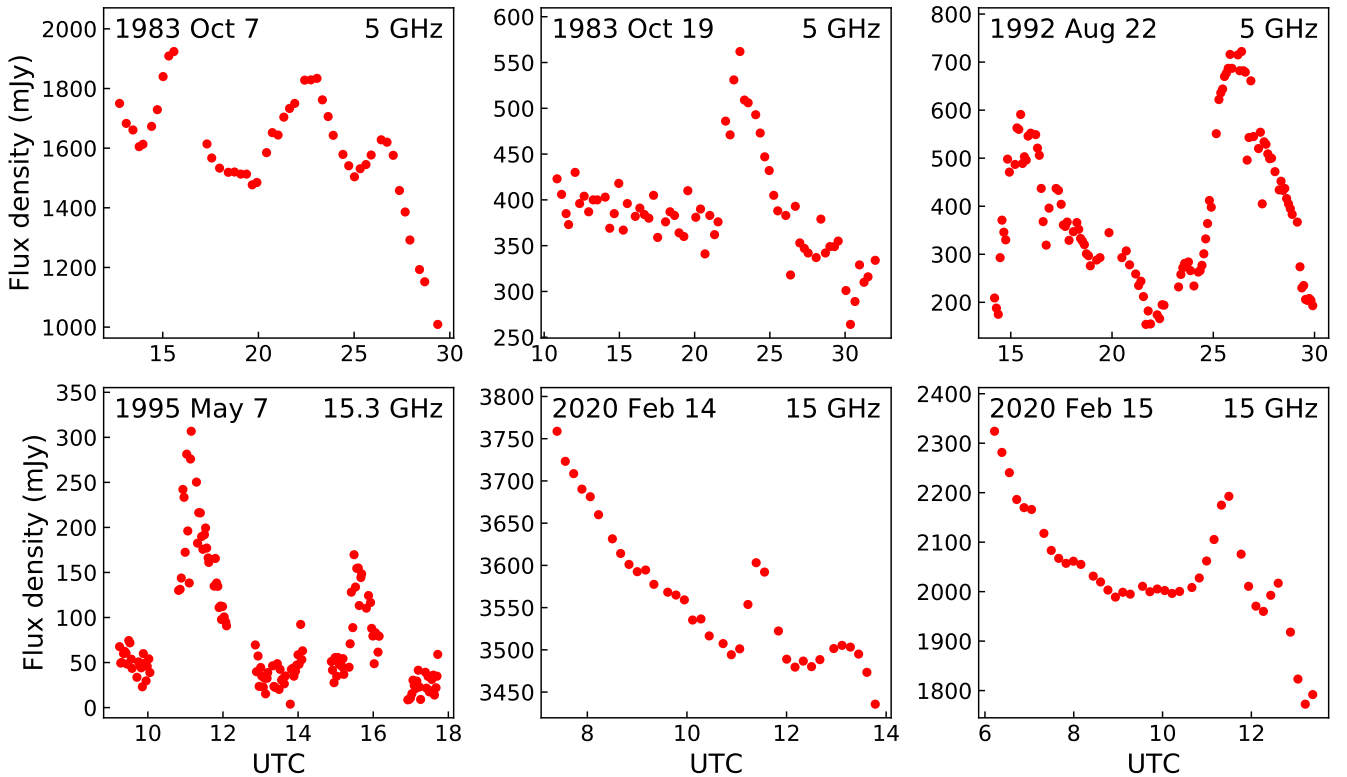 1983 Oct 7 5 GHz
Flux density (mJy)
2000
1800
1600
1400
1200
1000
15 20 25 30
1983 Oct 19 5 GHz
600
550
500
450
400
350
300
250
10 15 20 25 30
1992 Aug 22 5 GHz
800
700
600
500
400
300
200
15 20 25 30
1995 May 7 15.3 GHz
Flux density (mJy)
350
300
250
200
150
100
50
0
10 12 14 16 18
UTC
2020 Feb 14 15 GHz
3800
3750
3700
3650
3600
3550
3500
3450
8 10 12 14
UTC
2020 Feb 15 15 GHz
2400
2300
2200
2100
2000
1900
1800
6 8 10 12
UTC